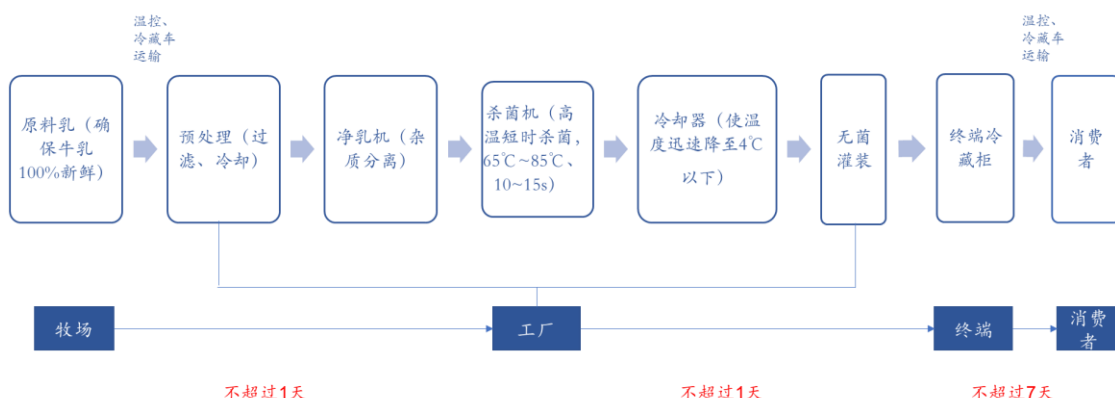 温控、
冷藏车
运输
温控、
冷藏车
运输
原料乳（确
保牛乳
100%新鲜）
预处理（过
滤、冷却）
净乳机（杂
质分离）
杀菌机（高
温短时杀菌，
65℃~85℃、
10~15s）
冷却器（使温
度迅速降至4℃
以下）
无菌
灌装
终端冷
藏柜
消费
者
牧场
工厂
终端
消费
者
不超过1天
不超过1天
不超过7天